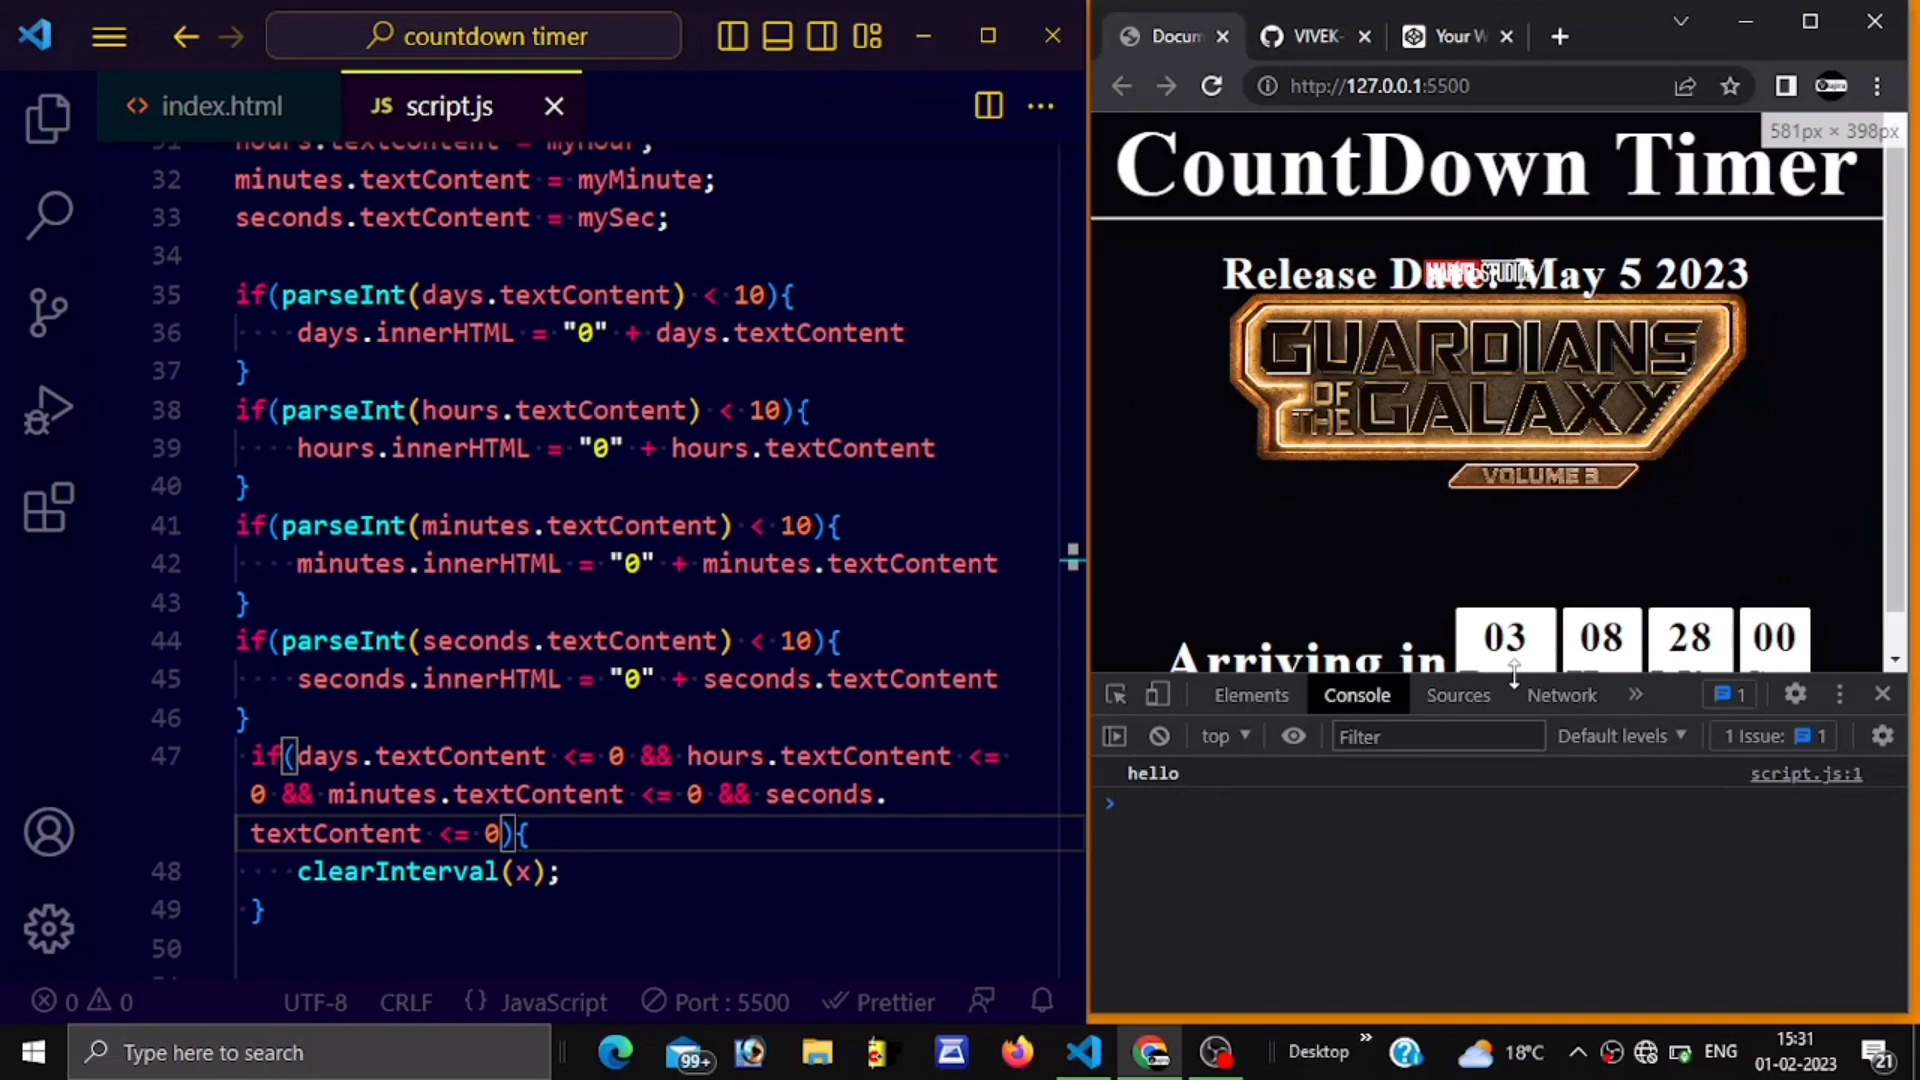 countdown timer
index.html
JS script.js
hours.textContent = myHour;
32 minutes.textContent = myMinute;
33 seconds.textContent = mySec;
34
35 if(parseInt(days.textContent) < 10){
36 days.innerHTML = "0" + days.textContent
37 }
38 if(parseInt(hours.textContent) < 10){
39 hours.innerHTML = "0" + hours.textContent
40 }
41 if(parseInt(minutes.textContent) < 10){
42 minutes.innerHTML = "0" + minutes.textContent
43 }
44 if(parseInt(seconds.textContent) < 10){
45 seconds.innerHTML = "0" + seconds.textContent
46 }
47 if(days.textContent <= 0 && hours.textContent <=
0 && minutes.textContent <= 0 && seconds.
textContent <= 0){
48 clearInterval(x);
49 }
50
0 0 UTF-8 CRLF {} JavaScript Port : 5500 Prettier
Docum VIVEK- Your W
http://127.0.0.1:5500
581px × 398px
CountDown Timer
Release Date: May 5 2023
MARVEL STUDIOS
GUARDIANS
OF THE GALAXY
VOLUME 3
Arriving in 03 08 28 00
Elements Console Sources Network » 1
top Filter Default levels 1 Issue: 1
hello script.js:1
Type here to search 99+ Desktop » 18°C ENG 15:31
01-02-2023 21